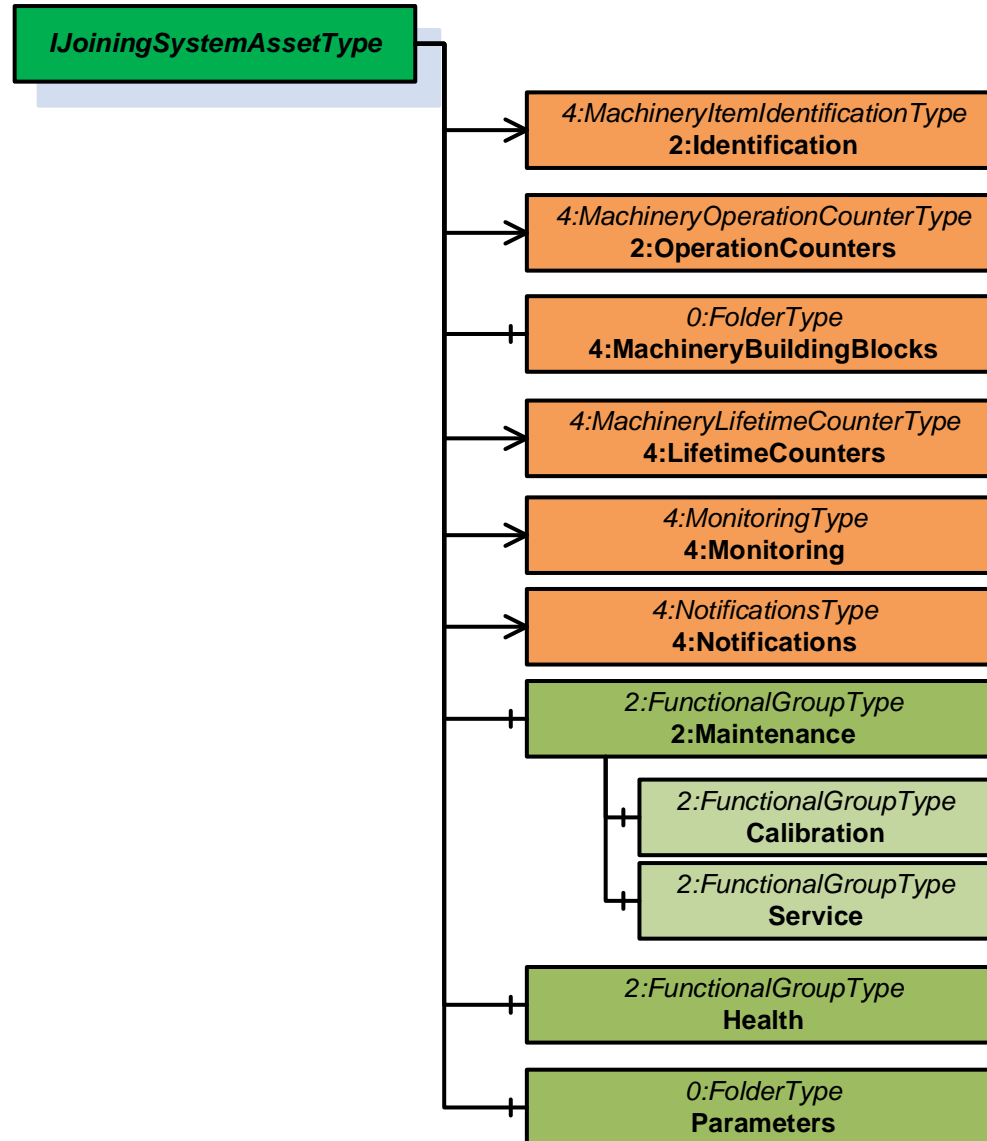 IJoiningSystemAssetType
4:MachineryItemIdentificationType
2:Identification
4:MachineryOperationCounterType
2:OperationCounters
0:FolderType
4:MachineryBuildingBlocks
4:MachineryLifetimeCounterType
4:LifetimeCounters
4:MonitoringType
4:Monitoring
4:NotificationsType
4:Notifications
2:FunctionalGroupType
2:Maintenance
2:FunctionalGroupType
Calibration
2:FunctionalGroupType
Service
2:FunctionalGroupType
Health
0:FolderType
Parameters